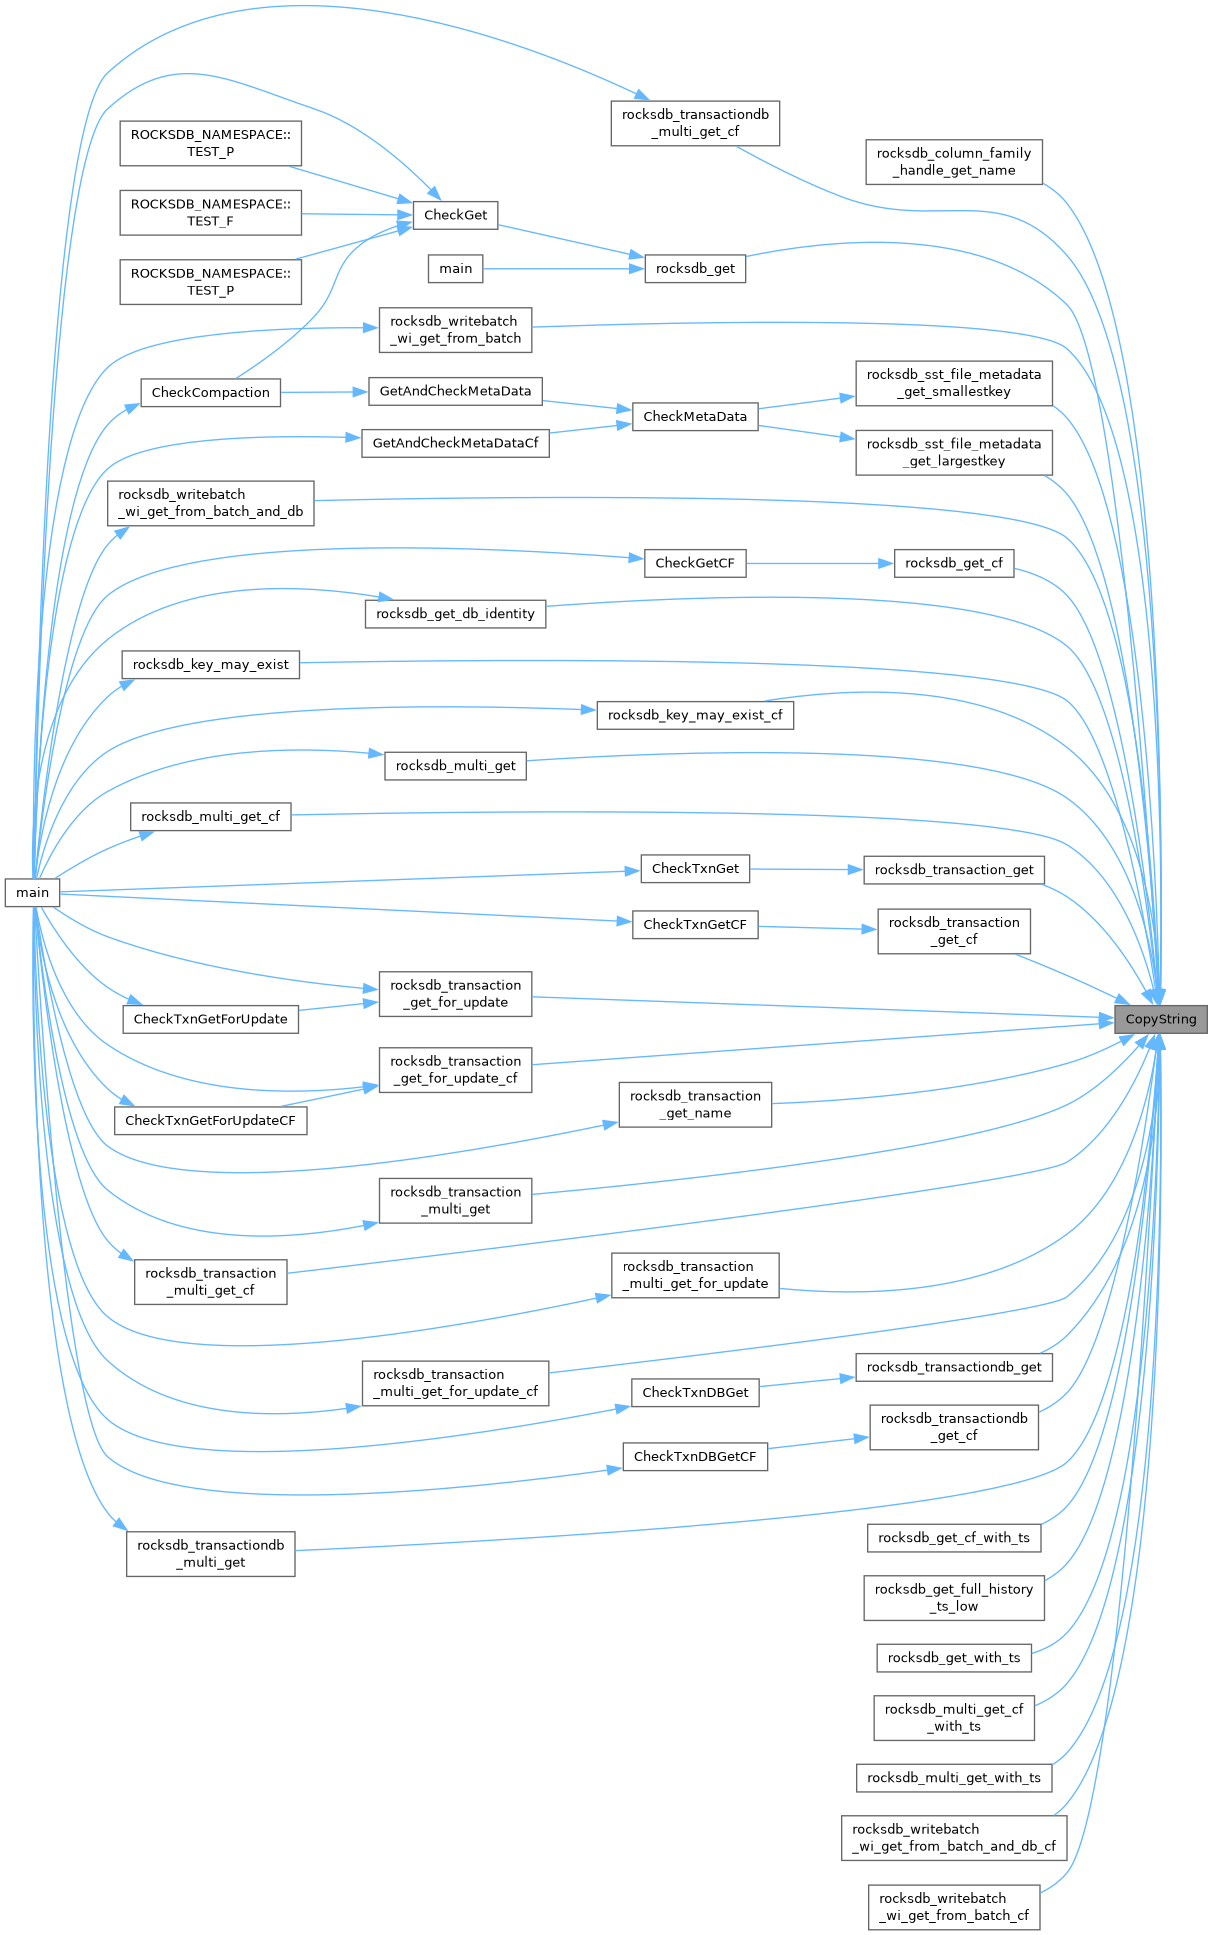 rocksdb_transactiondb
_multi_get_cf
ROCKSDB_NAMESPACE::
TEST_P
rocksdb_column_family
_handle_get_name
ROCKSDB_NAMESPACE::
TEST_F
CheckGet
ROCKSDB_NAMESPACE::
TEST_P
main
rocksdb_get
rocksdb_writebatch
_wi_get_from_batch
CheckCompaction
GetAndCheckMetaData
rocksdb_sst_file_metadata
_get_smallestkey
CheckMetaData
GetAndCheckMetaDataCf
rocksdb_sst_file_metadata
_get_largestkey
rocksdb_writebatch
_wi_get_from_batch_and_db
CheckGetCF
rocksdb_get_cf
rocksdb_get_db_identity
rocksdb_key_may_exist
rocksdb_key_may_exist_cf
rocksdb_multi_get
rocksdb_multi_get_cf
main
CheckTxnGet
rocksdb_transaction_get
CheckTxnGetCF
rocksdb_transaction
_get_cf
rocksdb_transaction
_get_for_update
CheckTxnGetForUpdate
CopyString
rocksdb_transaction
_get_for_update_cf
CheckTxnGetForUpdateCF
rocksdb_transaction
_get_name
rocksdb_transaction
_multi_get
rocksdb_transaction
_multi_get_cf
rocksdb_transaction
_multi_get_for_update
rocksdb_transaction
_multi_get_for_update_cf
CheckTxnDBGet
rocksdb_transactiondb_get
CheckTxnDBGetCF
rocksdb_transactiondb
_get_cf
rocksdb_transactiondb
_multi_get
rocksdb_get_cf_with_ts
rocksdb_get_full_history
_ts_low
rocksdb_get_with_ts
rocksdb_multi_get_cf
_with_ts
rocksdb_multi_get_with_ts
rocksdb_writebatch
_wi_get_from_batch_and_db_cf
rocksdb_writebatch
_wi_get_from_batch_cf